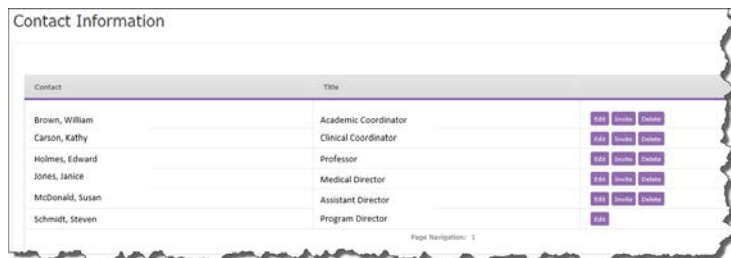 Contact Information
Contact Title
Brown, William Academic Coordinator Edit Invite Delete
Carson, Kathy Clinical Coordinator Edit Invite Delete
Holmes, Edward Professor Edit Invite Delete
Jones, Janice Medical Director Edit Invite Delete
McDonald, Susan Assistant Director Edit Invite Delete
Schmidt, Steven Program Director Edit
Page Navigation: 1